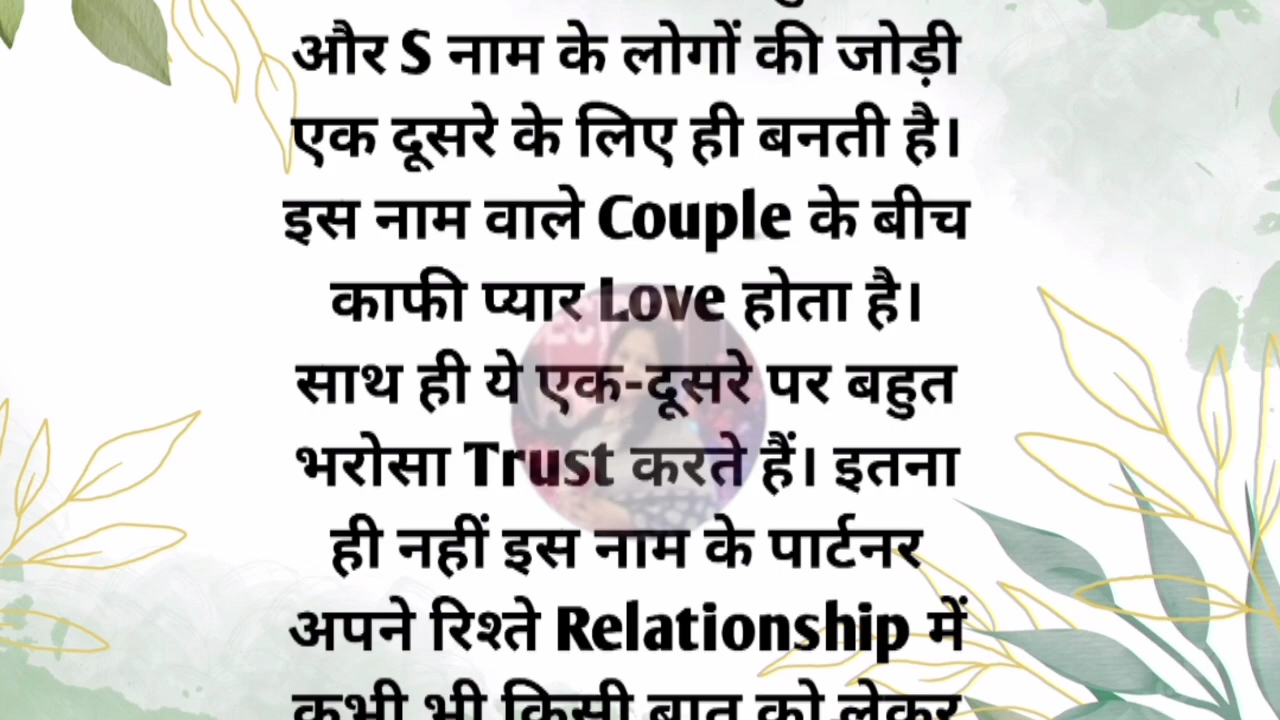 और S नाम के लोगों की जोड़ी
एक दूसरे के लिए ही बनती है।
इस नाम वाले Couple के बीच
काफी प्यार Love होता है।
साथ ही ये एक-दूसरे पर बहुत
भरोसा Trust करते हैं। इतना
ही नहीं इस नाम के पार्टनर
अपने रिश्ते Relationship में
कभी भी किसी बात को लेकर